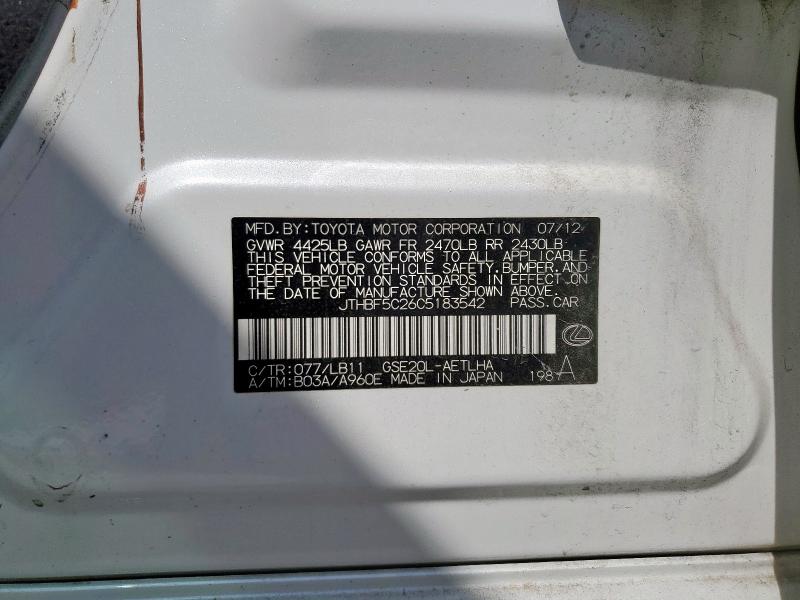 MFD.BY:TOYOTA MOTOR CORPORATION 07/12
GVWR 4425LB GAWR FR 2470LB RR 2430LB
THIS VEHICLE CONFORMS TO ALL APPLICABLE
FEDERAL MOTOR VEHICLE SAFETY,BUMPER,AND
THEFT PREVENTION STANDARDS IN EFFECT ON
THE DATE OF MANUFACTURE SHOWN ABOVE.
JTHBF5C26C5183542 PASS.CAR
C/TR:077/LB11 GSE20L-AETLHA
A/TM:B03A/A960E MADE IN JAPAN 198 A